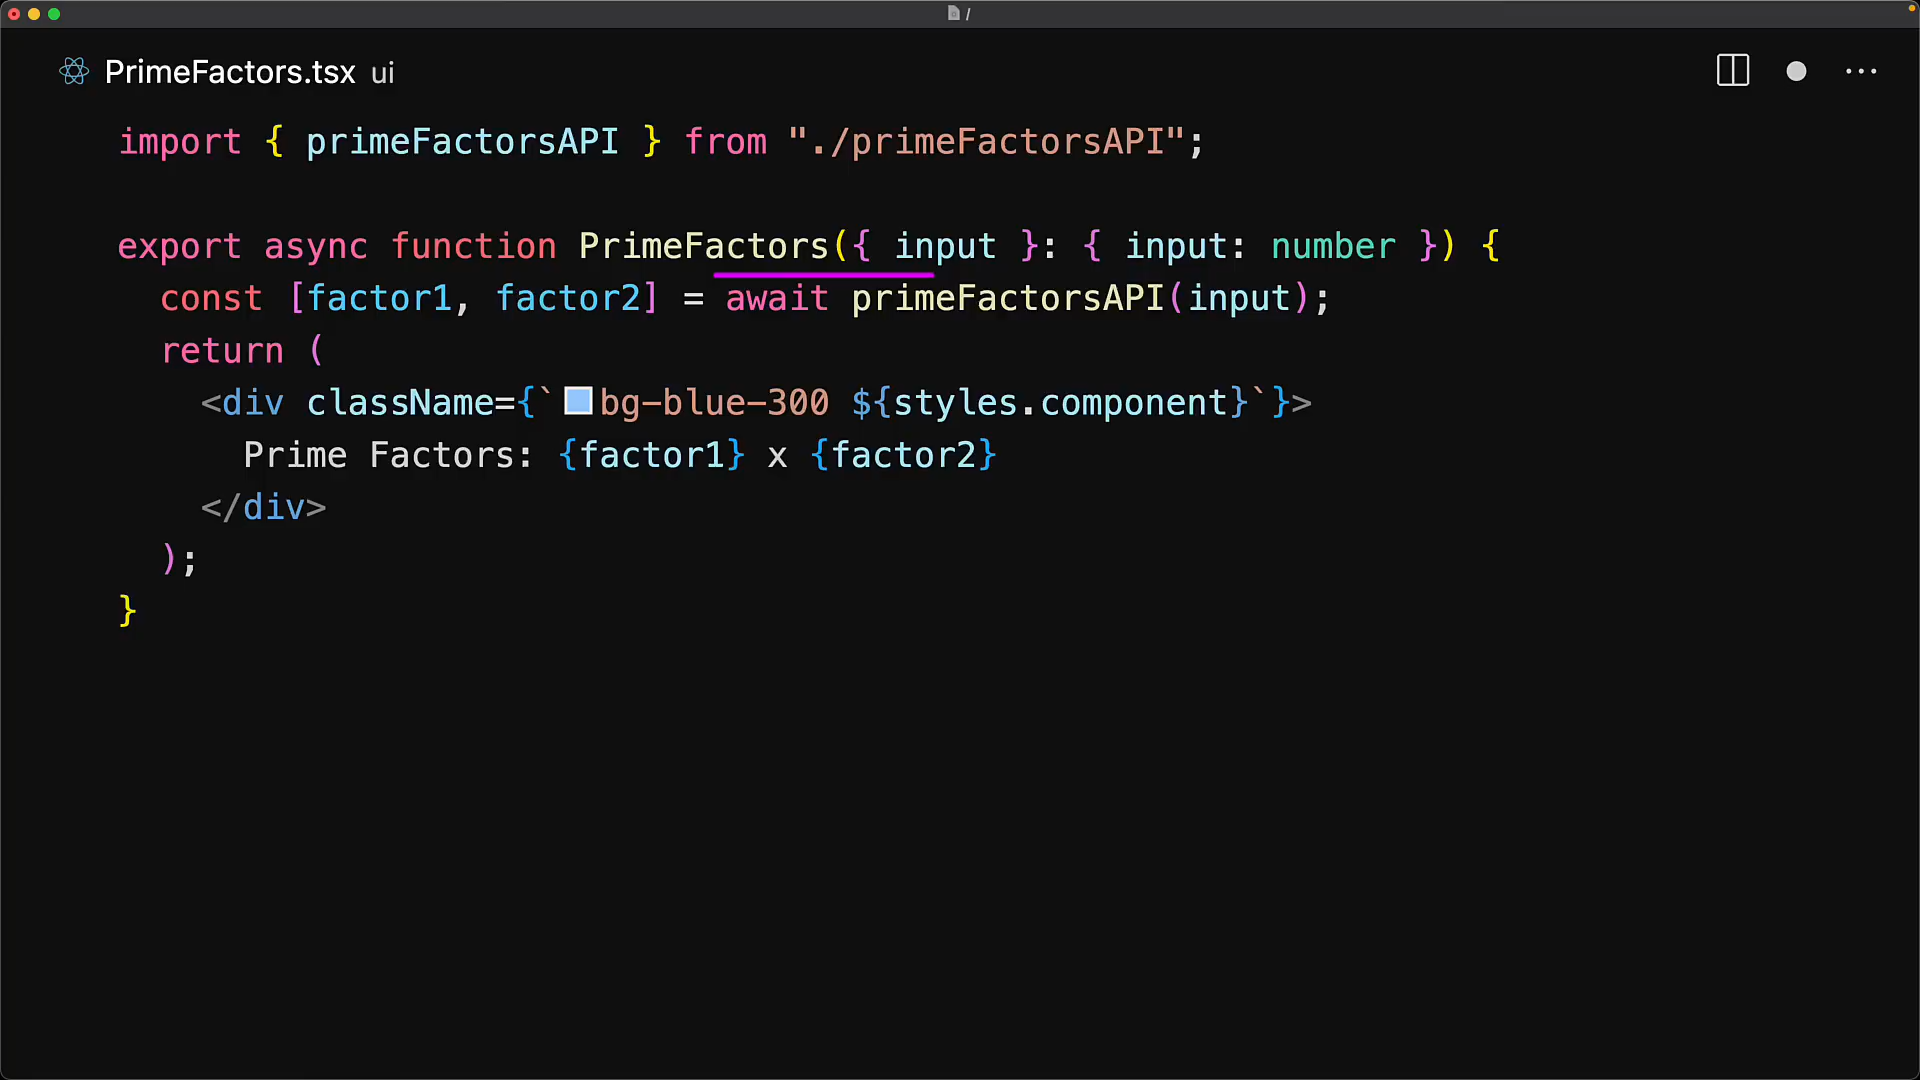 /
PrimeFactors.tsx ui
import { primeFactorsAPI } from "./primeFactorsAPI";
export async function PrimeFactors({ input }: { input: number }) {
const [factor1, factor2] = await primeFactorsAPI(input);
return (
<div className={`bg-blue-300 ${styles.component}`}>
Prime Factors: {factor1} x {factor2}
</div>
);
}